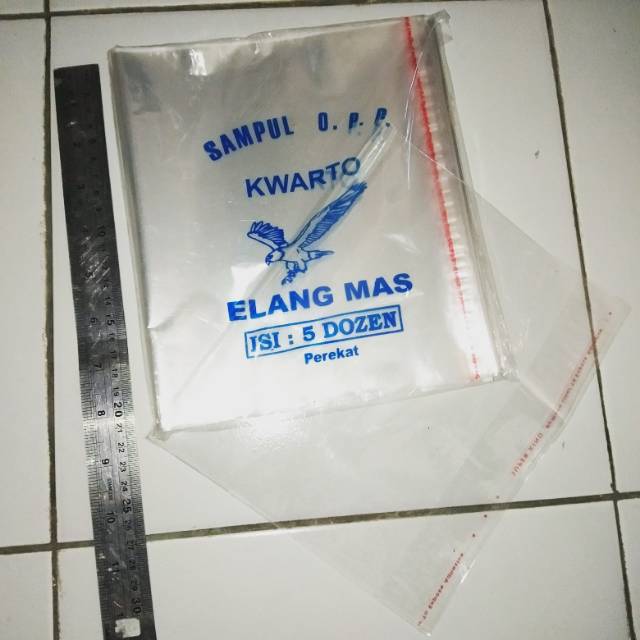 SAMPUL O. P. P.
KWARTO
ELANG MAS
ISI : 5 DOZEN
Perekat